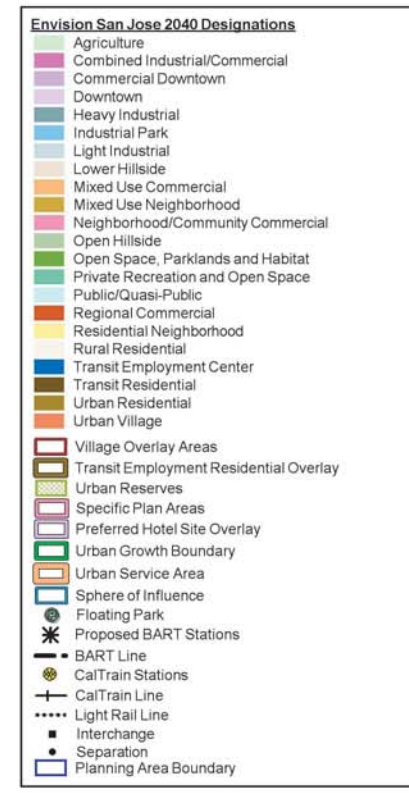 Envision San Jose 2040 Designations
Agriculture
Combined Industrial/Commercial
Commercial Downtown
Downtown
Heavy Industrial
Industrial Park
Light Industrial
Lower Hillside
Mixed Use Commercial
Mixed Use Neighborhood
Neighborhood/Community Commercial
Open Hillside
Open Space, Parklands and Habitat
Private Recreation and Open Space
Public/Quasi-Public
Regional Commercial
Residential Neighborhood
Rural Residential
Transit Employment Center
Transit Residential
Urban Residential
Urban Village
Village Overlay Areas
Transit Employment Residential Overlay
Urban Reserves
Specific Plan Areas
Preferred Hotel Site Overlay
Urban Growth Boundary
Urban Service Area
Sphere of Influence
Floating Park
Proposed BART Stations
BART Line
CalTrain Stations
CalTrain Line
Light Rail Line
Interchange
Separation
Planning Area Boundary